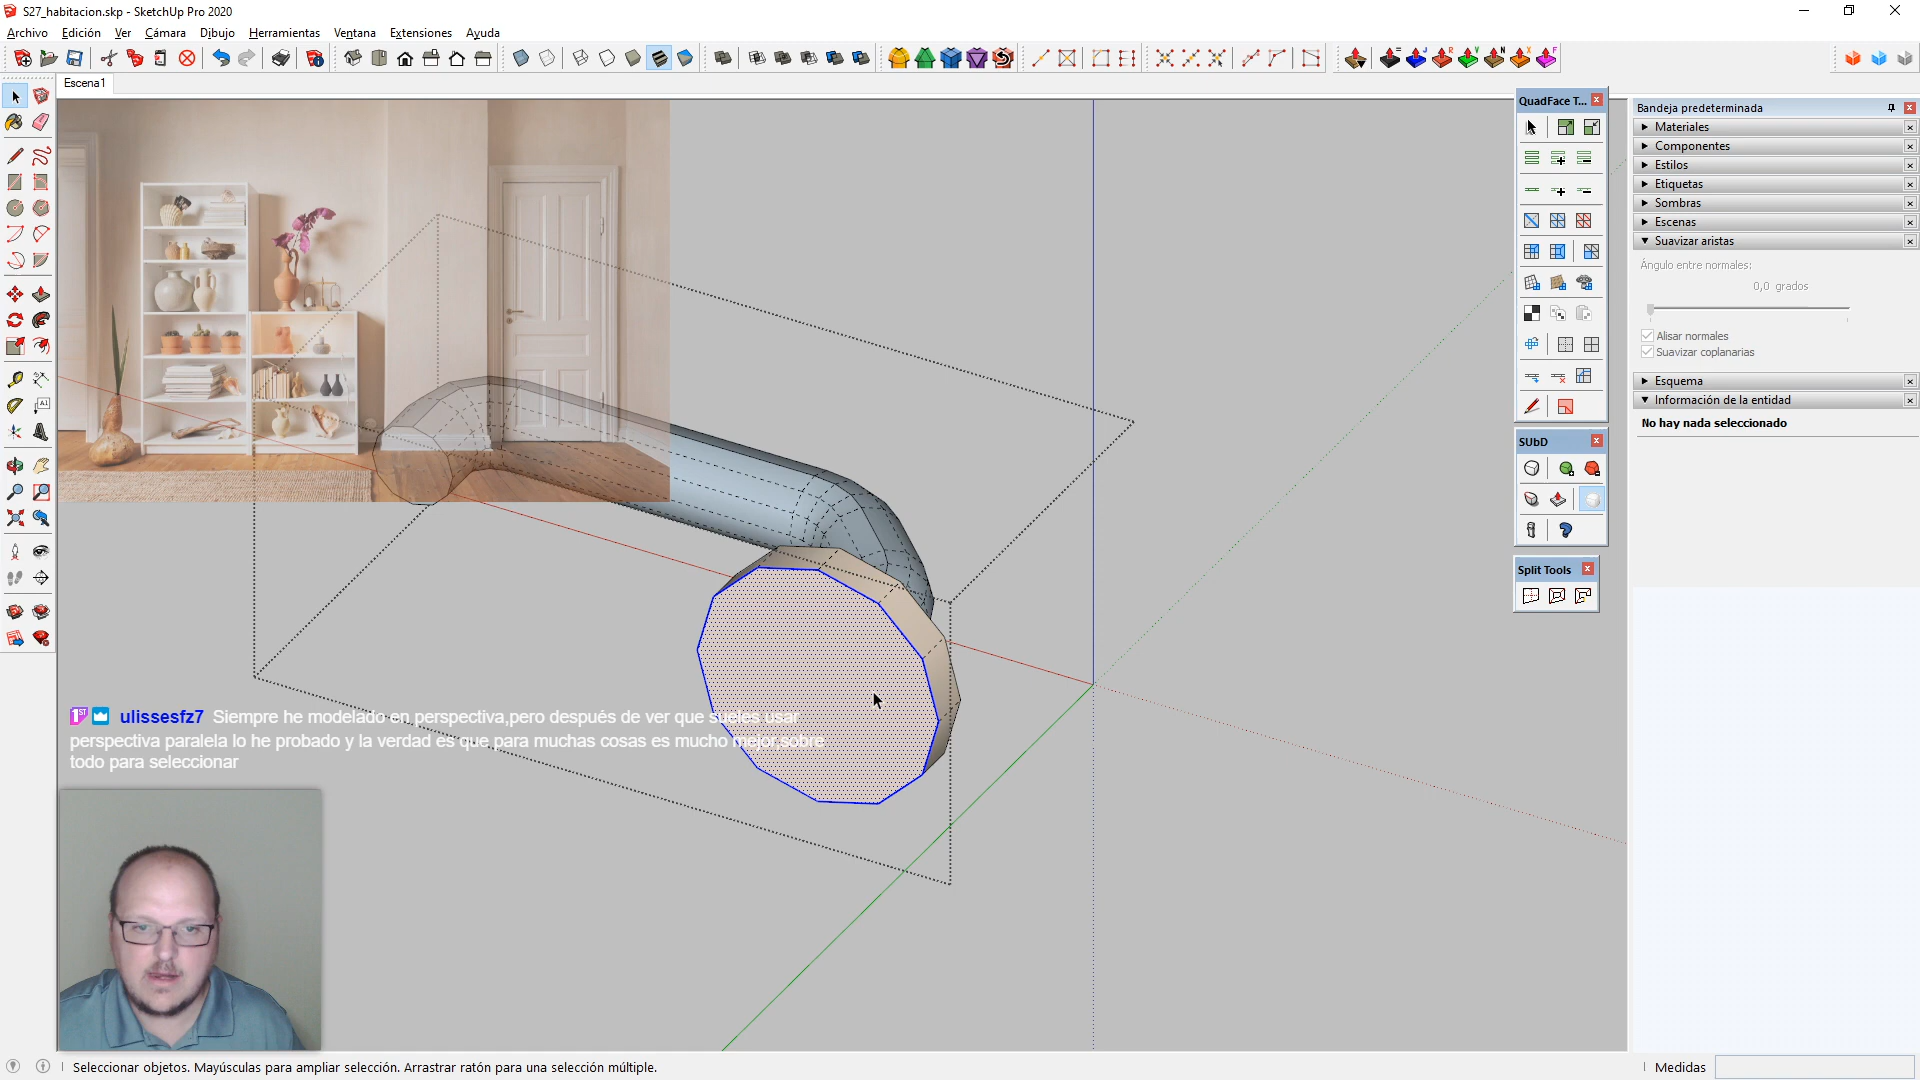 S27_habitacion.skp - SketchUp Pro 2020
Archivo Edición Ver Cámara Dibujo Herramientas Ventana Extensiones Ayuda
Escena1
QuadFace T...
SUbD
Split Tools
Bandeja predeterminada
Materiales
Componentes
Estilos
Etiquetas
Sombras
Escenas
Suavizar aristas
Ángulo entre normales:
0,0 grados
Alisar normales
Suavizar coplanarias
Esquema
Información de la entidad
No hay nada seleccionado
1ST ulissesfz7 Siempre he modelado en perspectiva,pero después de ver que sueles usar
perspectiva paralela lo he probado y la verdad es que para muchas cosas es mucho mejor,sobre
todo para seleccionar
Seleccionar objetos. Mayúsculas para ampliar selección. Arrastrar ratón para una selección múltiple.
Medidas